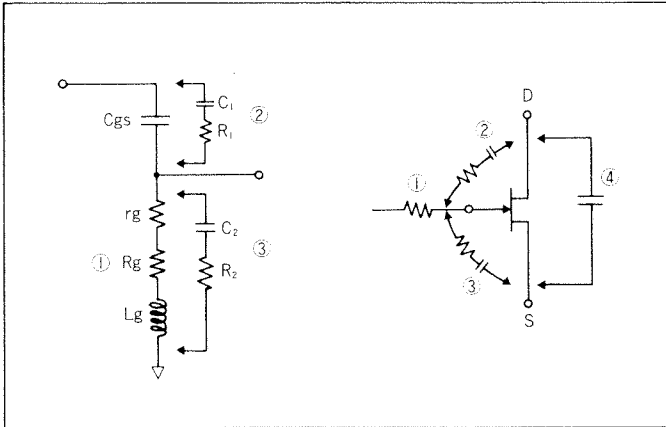 Cgs
C₁
R₁
②
rg
① Rg
Lg
C₂
R₂
③
D
②
①
③
④
S